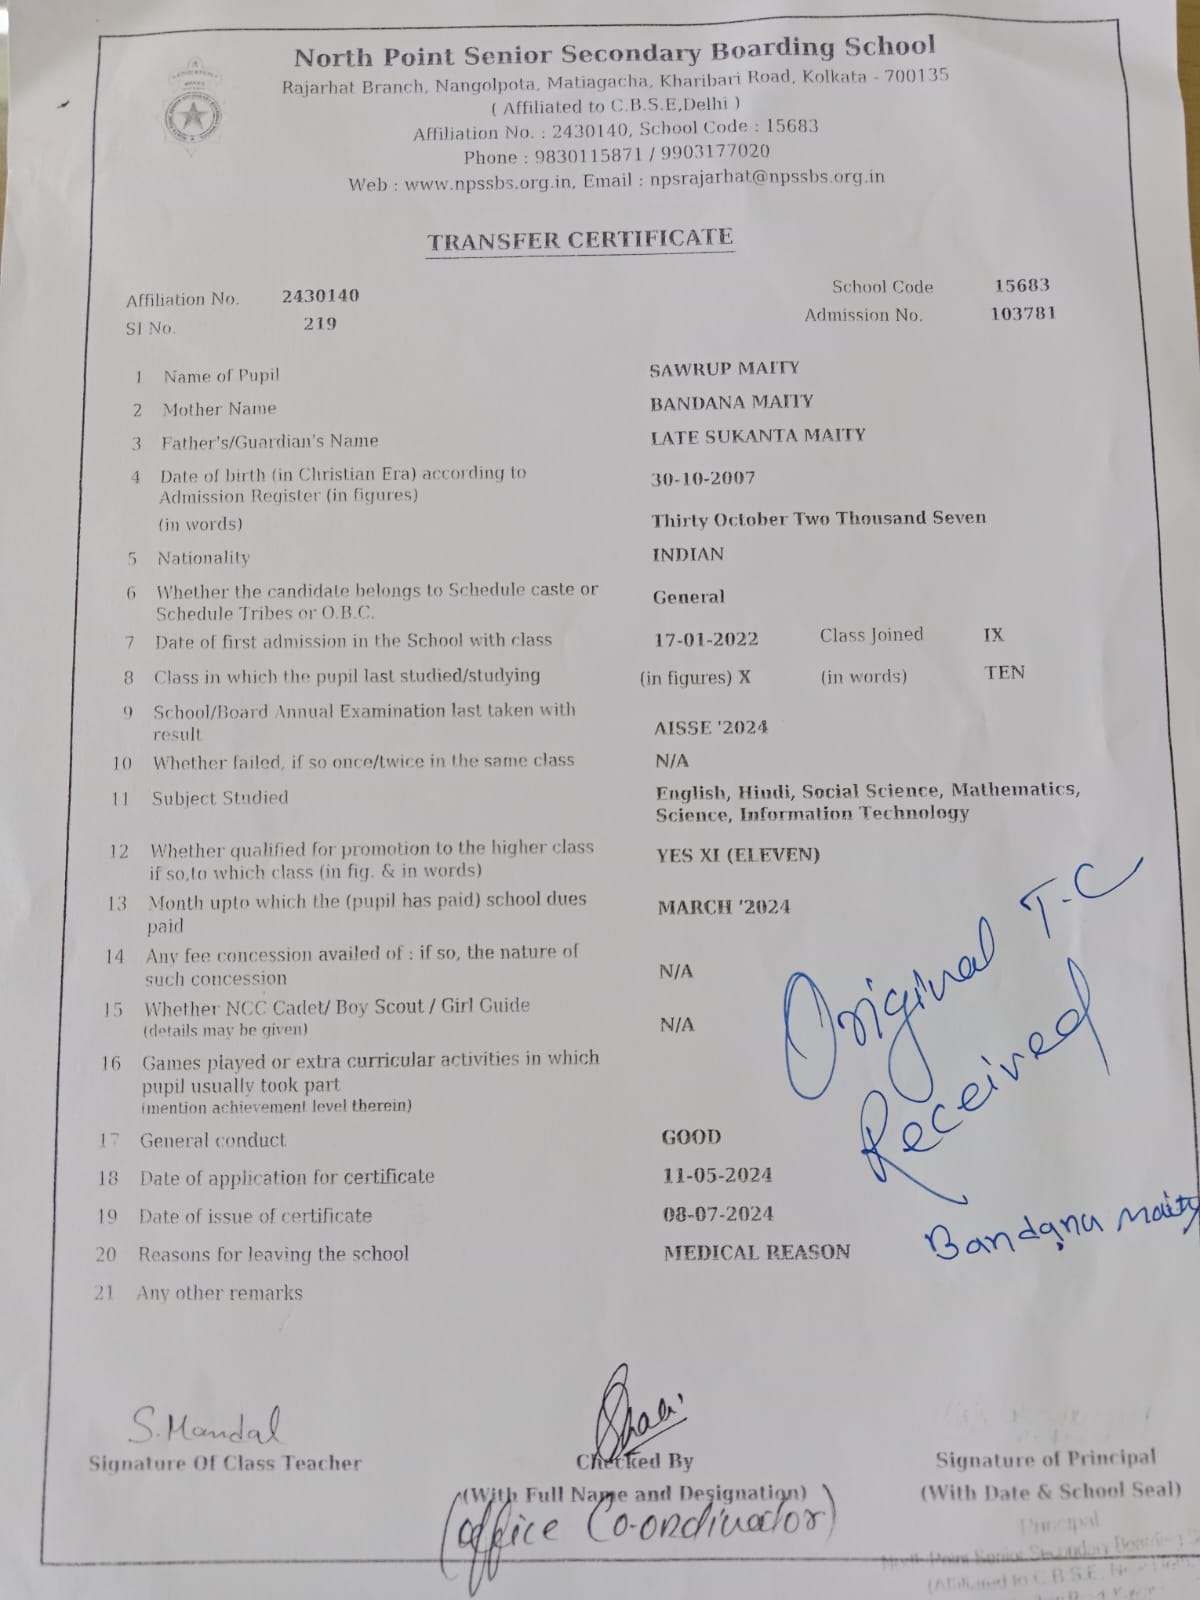 North Point Senior Secondary Boarding School
Rajarhat Branch, Nangolpota, Matiagacha, Kharibari Road, Kolkata - 700135
( Affiliated to C.B.S.E,Delhi )
Affiliation No. : 2430140, School Code : 15683
Phone : 9830115871 / 9903177020
Web : www.npssbs.org.in, Email : npsrajarhat@npssbs.org.in
TRANSFER CERTIFICATE
Affiliation No. 2430140 School Code 15683
Sl No. 219 Admission No. 103781
1 Name of Pupil SAWRUP MAITY
2 Mother Name BANDANA MAITY
3 Father's/Guardian's Name LATE SUKANTA MAITY
4 Date of birth (in Christian Era) according to
Admission Register (in figures) 30-10-2007
(in words) Thirty October Two Thousand Seven
5 Nationality INDIAN
6 Whether the candidate belongs to Schedule caste or
Schedule Tribes or O.B.C. General
7 Date of first admission in the School with class 17-01-2022 Class Joined IX
8 Class in which the pupil last studied/studying (in figures) X (in words) TEN
9 School/Board Annual Examination last taken with
result AISSE '2024
10 Whether failed, if so once/twice in the same class N/A
11 Subject Studied English, Hindi, Social Science, Mathematics,
Science, Information Technology
12 Whether qualified for promotion to the higher class
if so,to which class (in fig. & in words) YES XI (ELEVEN)
13 Month upto which the (pupil has paid) school dues
paid MARCH '2024
14 Any fee concession availed of : if so, the nature of
such concession N/A
15 Whether NCC Cadet/ Boy Scout / Girl Guide
(details may be given) N/A
16 Games played or extra curricular activities in which
pupil usually took part
(mention achievement level therein)
17 General conduct GOOD
18 Date of application for certificate 11-05-2024
19 Date of issue of certificate 08-07-2024
20 Reasons for leaving the school MEDICAL REASON
21 Any other remarks
Original T.C
Received
Bandana Maity
S. Mandal
Signature Of Class Teacher
Checked By
(With Full Name and Designation)
(Office Co-ordinator)
Signature of Principal
(With Date & School Seal)
Principal
North Point Senior Secondary Boarding
(Affiliated to C.B.S.E.